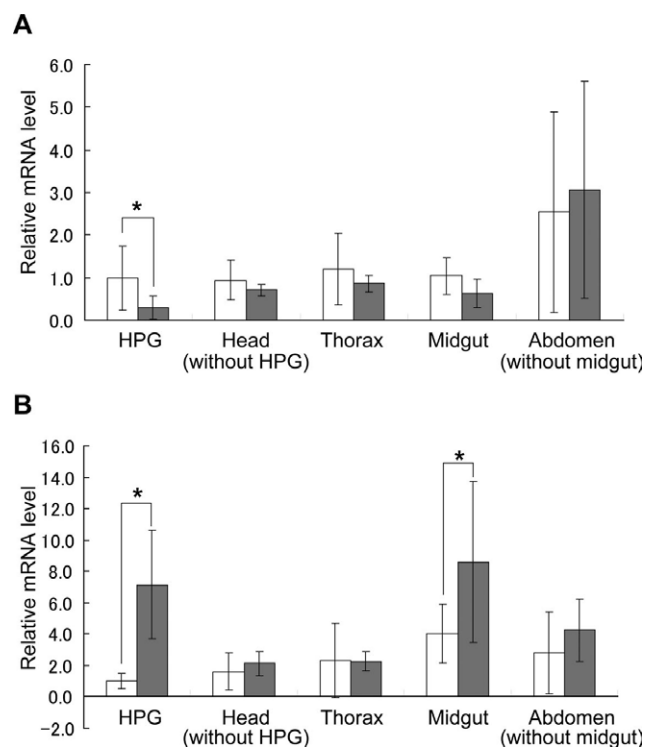 A
Relative mRNA level
6.0
5.0
4.0
3.0
2.0
1.0
0.0
*
HPG
Head
(without HPG)
Thorax
Midgut
Abdomen
(without midgut)
B
Relative mRNA level
16.0
14.0
12.0
10.0
8.0
6.0
4.0
2.0
0.0
−2.0
*
*
HPG
Head
(without HPG)
Thorax
Midgut
Abdomen
(without midgut)